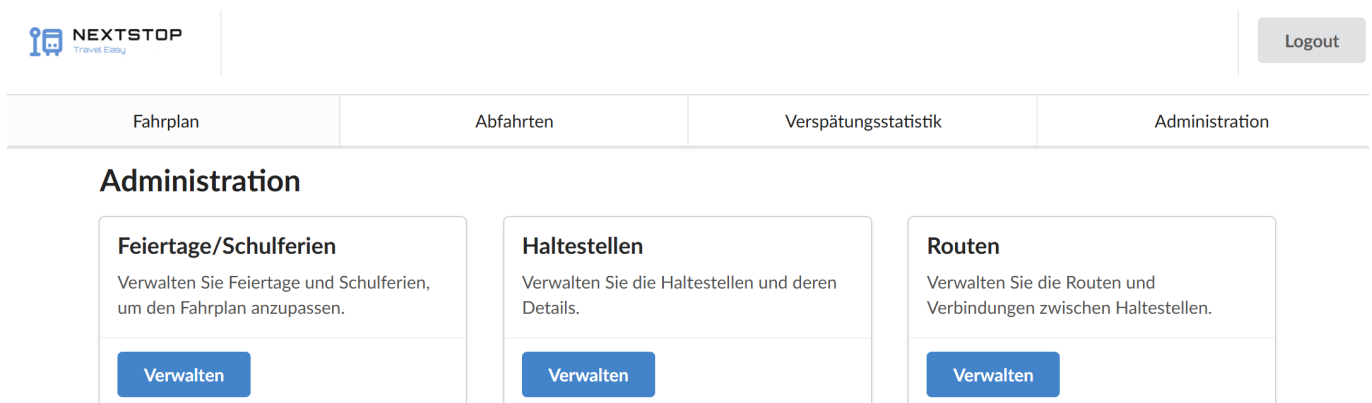 NEXTSTOP
Travel Easy
Logout
Fahrplan Abfahrten Verspätungsstatistik Administration
Administration
Feiertage/Schulferien
Verwalten Sie Feiertage und Schulferien,
um den Fahrplan anzupassen.
Verwalten
Haltestellen
Verwalten Sie die Haltestellen und deren
Details.
Verwalten
Routen
Verwalten Sie die Routen und
Verbindungen zwischen Haltestellen.
Verwalten